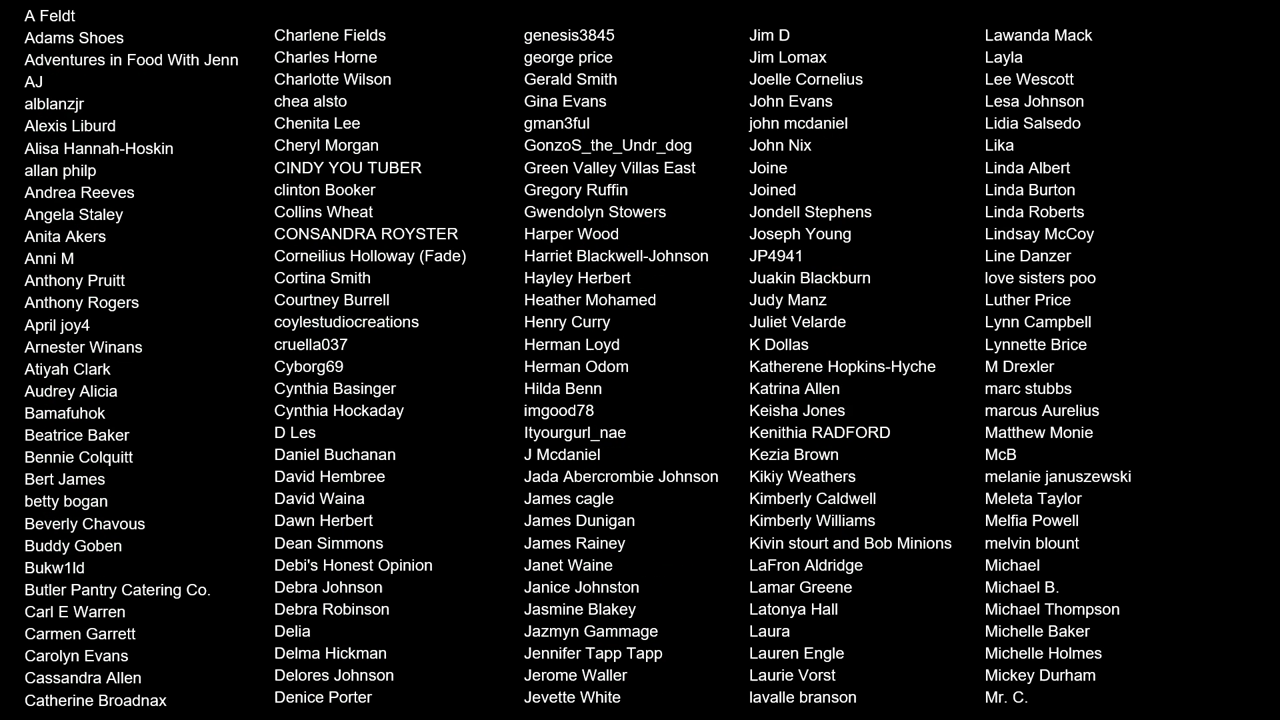 A Feldt
Adams Shoes
Adventures in Food With Jenn
AJ
alblanzjr
Alexis Liburd
Alisa Hannah-Hoskin
allan philp
Andrea Reeves
Angela Staley
Anita Akers
Anni M
Anthony Pruitt
Anthony Rogers
April joy4
Arnester Winans
Atiyah Clark
Audrey Alicia
Bamafuhok
Beatrice Baker
Bennie Colquitt
Bert James
betty bogan
Beverly Chavous
Buddy Goben
Bukw1ld
Butler Pantry Catering Co.
Carl E Warren
Carmen Garrett
Carolyn Evans
Cassandra Allen
Catherine Broadnax
Charlene Fields
Charles Horne
Charlotte Wilson
chea alsto
Chenita Lee
Cheryl Morgan
CINDY YOU TUBER
clinton Booker
Collins Wheat
CONSANDRA ROYSTER
Corneilius Holloway (Fade)
Cortina Smith
Courtney Burrell
coylestudiocreations
cruella037
Cyborg69
Cynthia Basinger
Cynthia Hockaday
D Les
Daniel Buchanan
David Hembree
David Waina
Dawn Herbert
Dean Simmons
Debi's Honest Opinion
Debra Johnson
Debra Robinson
Delia
Delma Hickman
Delores Johnson
Denice Porter
genesis3845
george price
Gerald Smith
Gina Evans
gman3ful
GonzoS_the_Undr_dog
Green Valley Villas East
Gregory Ruffin
Gwendolyn Stowers
Harper Wood
Harriet Blackwell-Johnson
Hayley Herbert
Heather Mohamed
Henry Curry
Herman Loyd
Herman Odom
Hilda Benn
imgood78
Ityourgurl_nae
J Mcdaniel
Jada Abercrombie Johnson
James cagle
James Dunigan
James Rainey
Janet Waine
Janice Johnston
Jasmine Blakey
Jazmyn Gammage
Jennifer Tapp Tapp
Jerome Waller
Jevette White
Jim D
Jim Lomax
Joelle Cornelius
John Evans
john mcdaniel
John Nix
Joine
Joined
Jondell Stephens
Joseph Young
JP4941
Juakin Blackburn
Judy Manz
Juliet Velarde
K Dollas
Katherene Hopkins-Hyche
Katrina Allen
Keisha Jones
Kenithia RADFORD
Kezia Brown
Kikiy Weathers
Kimberly Caldwell
Kimberly Williams
Kivin stourt and Bob Minions
LaFron Aldridge
Lamar Greene
Latonya Hall
Laura
Lauren Engle
Laurie Vorst
lavalle branson
Lawanda Mack
Layla
Lee Wescott
Lesa Johnson
Lidia Salsedo
Lika
Linda Albert
Linda Burton
Linda Roberts
Lindsay McCoy
Line Danzer
love sisters poo
Luther Price
Lynn Campbell
Lynnette Brice
M Drexler
marc stubbs
marcus Aurelius
Matthew Monie
McB
melanie januszewski
Meleta Taylor
Melfia Powell
melvin blount
Michael
Michael B.
Michael Thompson
Michelle Baker
Michelle Holmes
Mickey Durham
Mr. C.